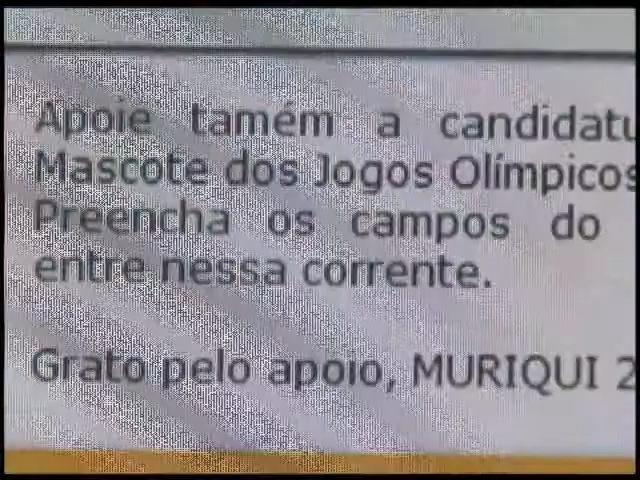 Apoie tamém a candidatu
Mascote dos Jogos Olímpicos
Preencha os campos do
entre nessa corrente.
Grato pelo apoio, MURIQUI 2